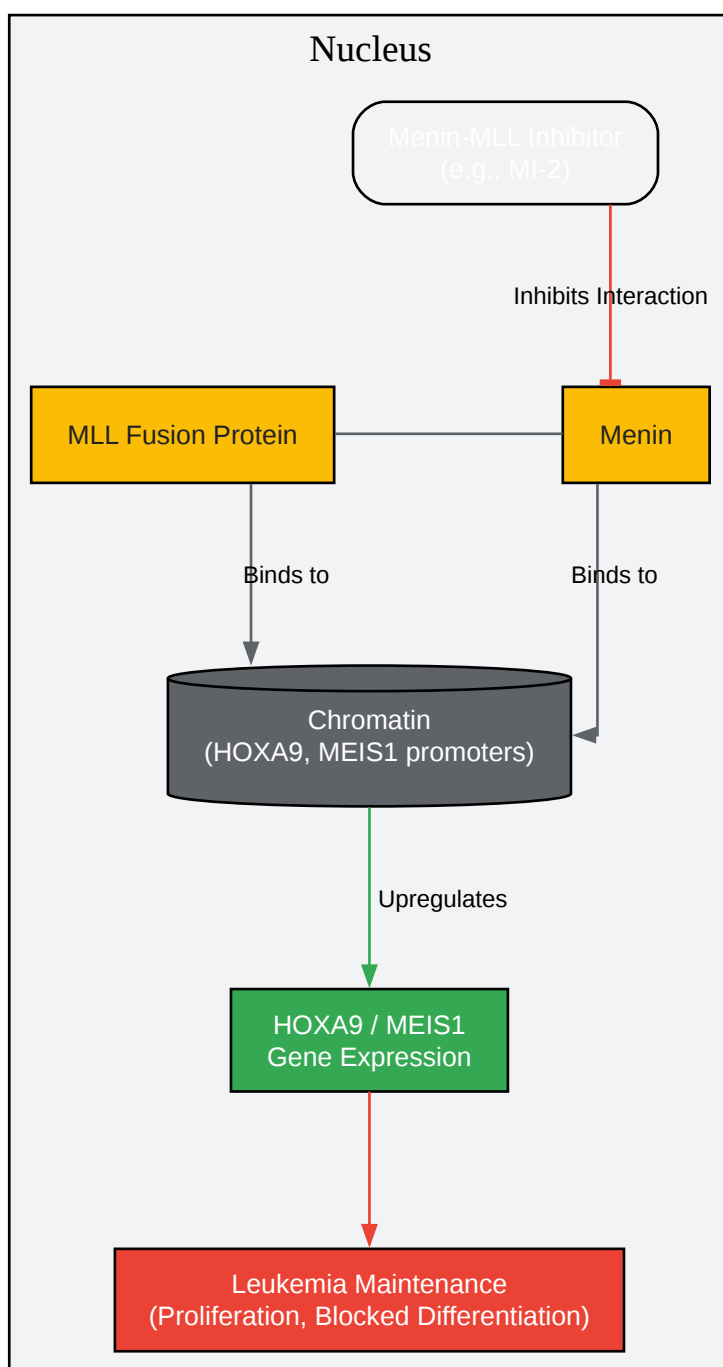 Nucleus
Menin-MLL Inhibitor
(e.g., MI-2)
Inhibits Interaction
MLL Fusion Protein
Menin
Binds to
Binds to
Chromatin
(HOXA9, MEIS1 promoters)
Upregulates
HOXA9 / MEIS1
Gene Expression
Leukemia Maintenance
(Proliferation, Blocked Differentiation)